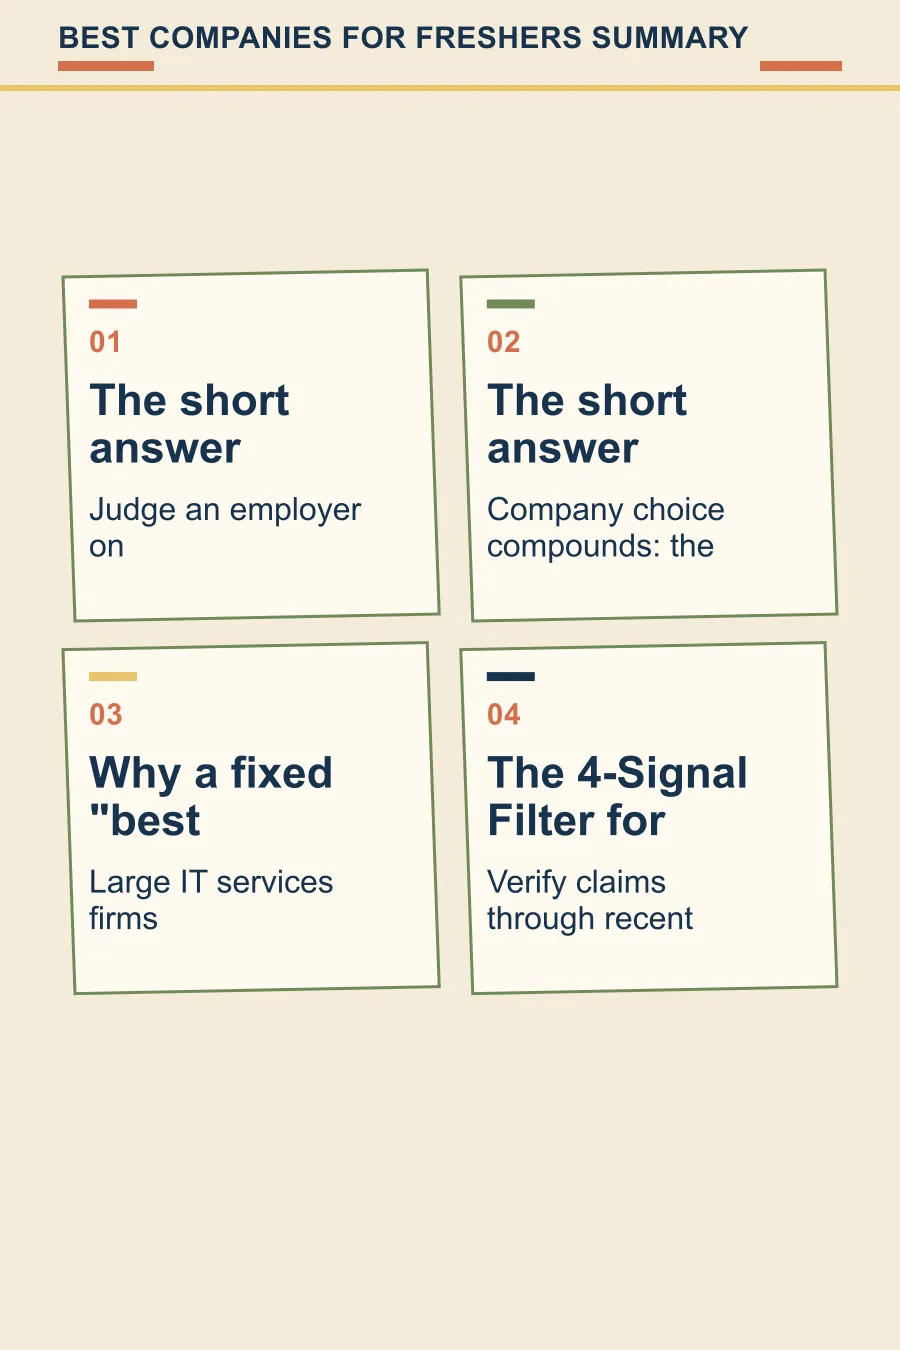 BEST COMPANIES FOR FRESHERS SUMMARY
01
The short
answer
Judge an employer
on
02
The short
answer
Company choice
compounds: the
03
Why a fixed
"best
Large IT services
firms
04
The 4-Signal
Filter for
Verify claims
through recent